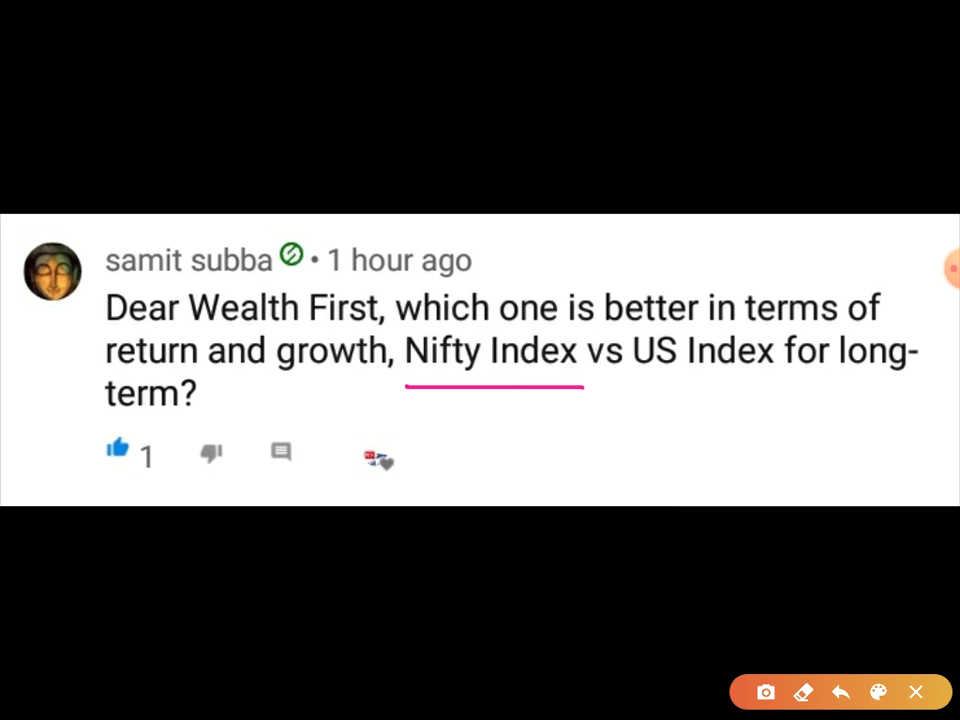 samit subba • 1 hour ago
Dear Wealth First, which one is better in terms of
return and growth, Nifty Index vs US Index for long-
term?
1